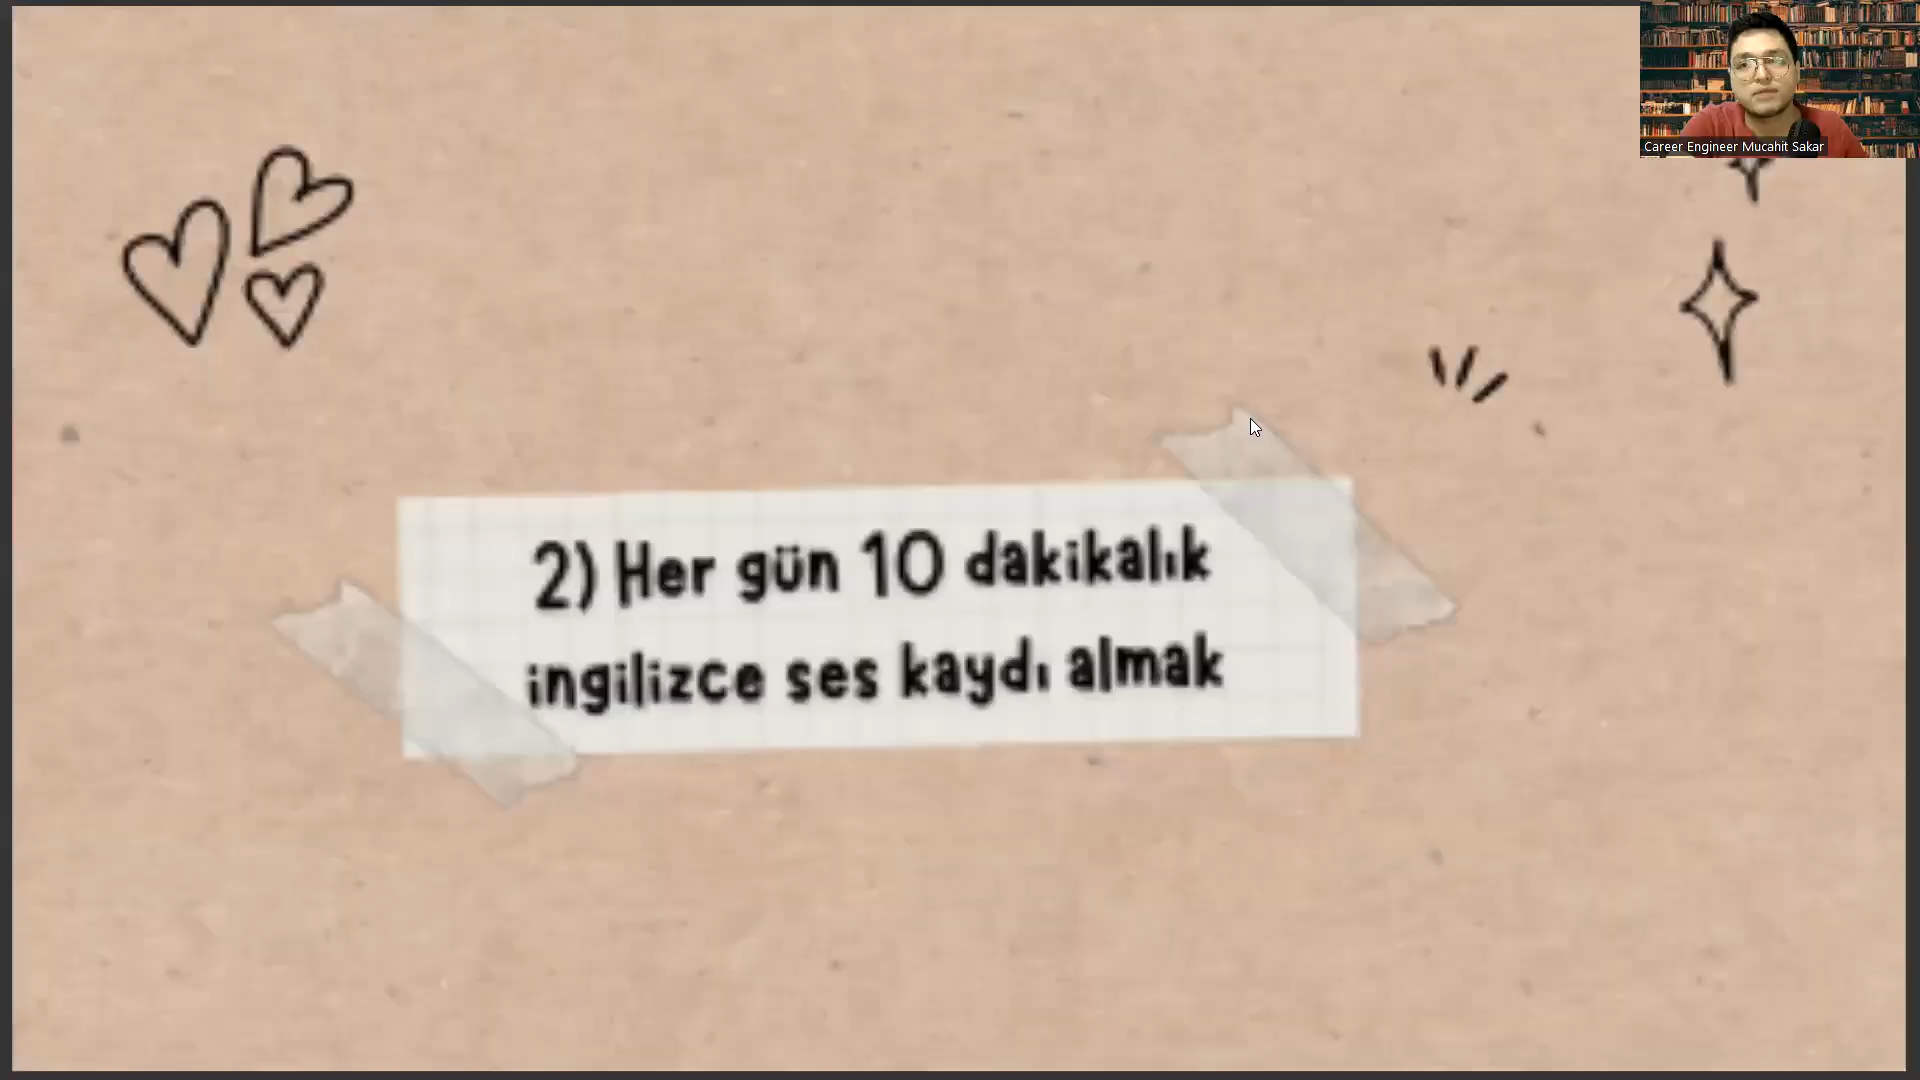 Career Engineer Mucahit Sakar
2) Her gün 10 dakikalık
ingilizce ses kaydı almak